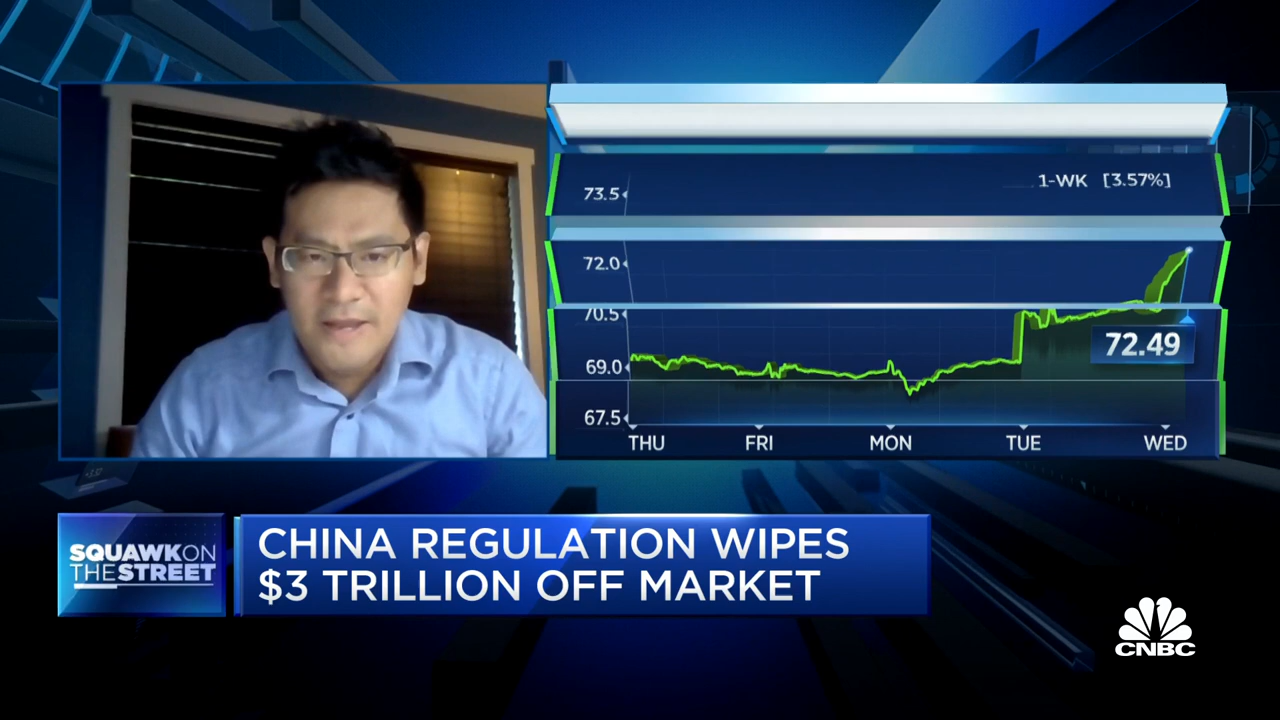 1-WK [3.57%]
73.5
72.0
70.5
69.0
67.5
72.49
THU FRI MON TUE WED
SQUAWK ON
THE STREET
CHINA REGULATION WIPES
$3 TRILLION OFF MARKET
CNBC